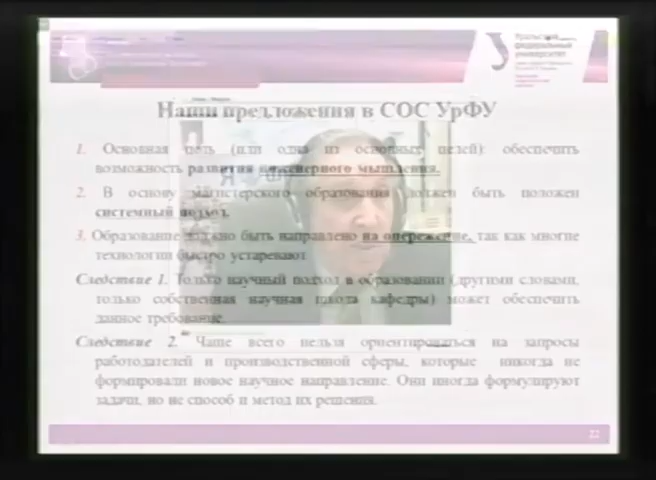 Уральский
федеральный
университет
Наши предложения в СОС УрФУ
1. Основная цель (или одна из основных целей): обеспечить
возможность развития инженерного мышления.
2. В основу магистерского образования должен быть положен
системный подход.
3. Образование должно быть направлено на опережение, так как многие
технологии быстро устаревают
Следствие 1. Только научный подход в образовании (другими словами,
только собственная научная школа кафедры) может обеспечить
данное требование.
Следствие 2. Чаще всего нельзя ориентироваться на запросы
работодателей и производственной сферы, которые никогда не
формировали новое научное направление. Они иногда формулируют
задачи, но не способ и метод их решения.
22